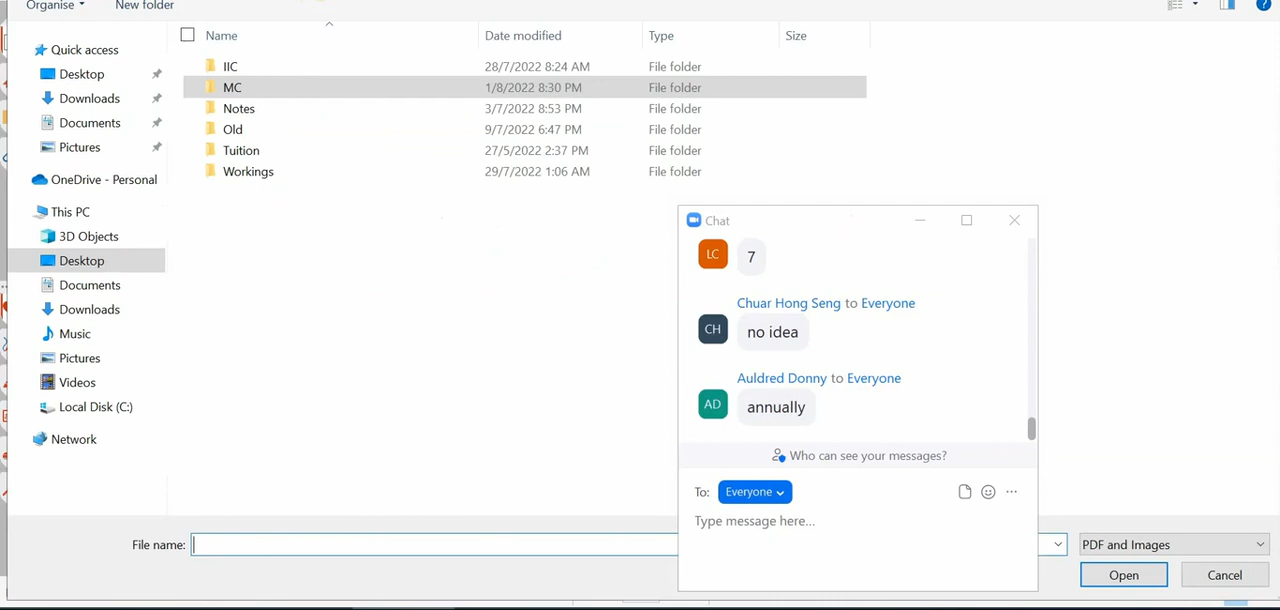 Organise New folder
Name Date modified Type Size
Quick access
Desktop
Downloads
Documents
Pictures
OneDrive - Personal
This PC
3D Objects
Desktop
Documents
Downloads
Music
Pictures
Videos
Local Disk (C:)
Network
IIC 28/7/2022 8:24 AM File folder
MC 1/8/2022 8:30 PM File folder
Notes 3/7/2022 8:53 PM File folder
Old 9/7/2022 6:47 PM File folder
Tuition 27/5/2022 2:37 PM File folder
Workings 29/7/2022 1:06 AM File folder
Chat
LC 7
Chuar Hong Seng to Everyone
CH no idea
Auldred Donny to Everyone
AD annually
Who can see your messages?
To: Everyone
Type message here...
File name: PDF and Images
Open Cancel